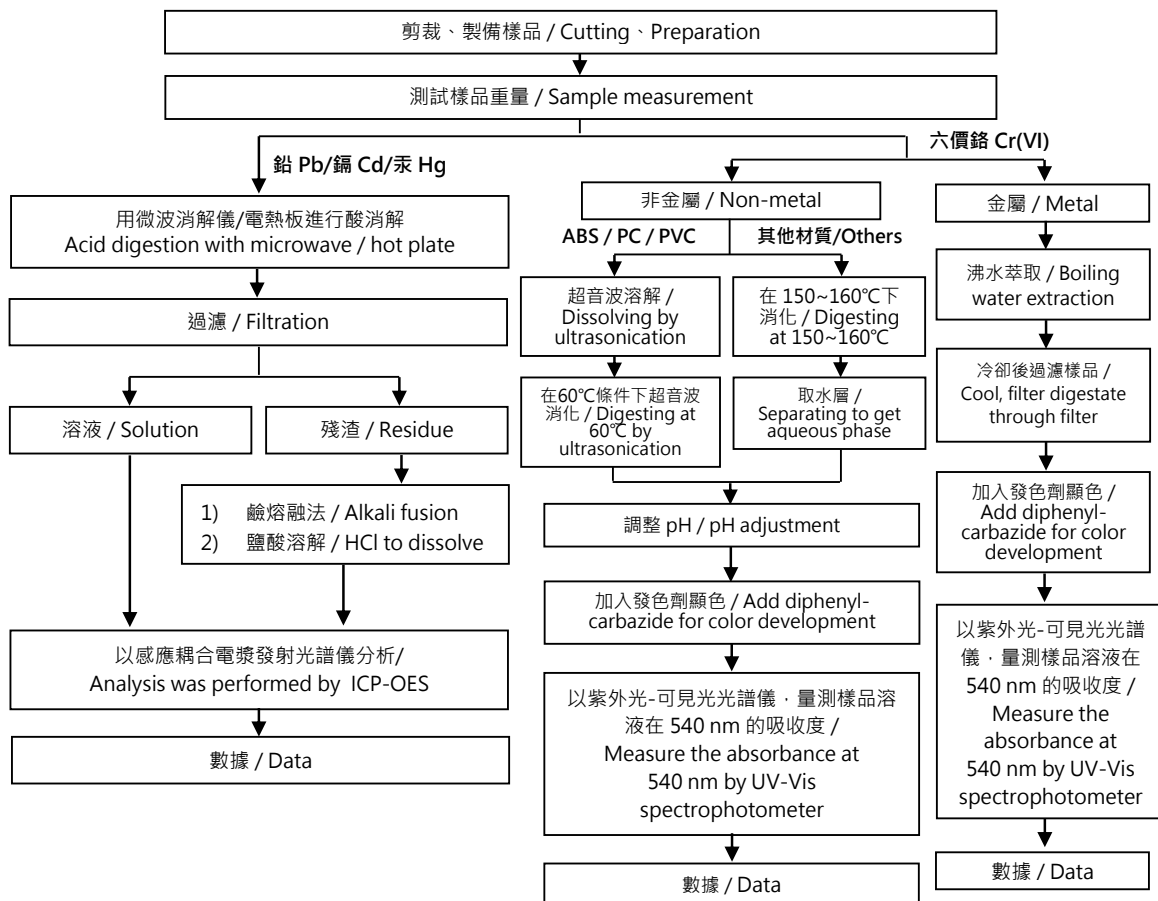 剪裁、製備樣品 / Cutting、Preparation
測試樣品重量 / Sample measurement
鉛 Pb/鎘 Cd/汞 Hg
用微波消解儀/電熱板進行酸消解
Acid digestion with microwave / hot plate
過濾 / Filtration
溶液 / Solution
殘渣 / Residue
1) 鹼熔融法 / Alkali fusion
2) 鹽酸溶解 / HCl to dissolve
以感應耦合電漿發射光譜儀分析/
Analysis was performed by ICP-OES
數據 / Data
六價鉻 Cr(VI)
非金屬 / Non-metal
ABS / PC / PVC
超音波溶解 /
Dissolving by
ultrasonication
在60℃條件下超音波
消化 / Digesting at
60℃ by
ultrasonication
其他材質/Others
在 150~160℃下
消化 / Digesting
at 150~160℃
取水層 /
Separating to get
aqueous phase
調整 pH / pH adjustment
加入發色劑顯色 / Add diphenyl-
carbazide for color development
以紫外光-可見光光譜儀，量測樣品溶
液在 540 nm 的吸收度 /
Measure the absorbance at
540 nm by UV-Vis
spectrophotometer
數據 / Data
金屬 / Metal
沸水萃取 / Boiling
water extraction
冷卻後過濾樣品 /
Cool, filter digestate
through filter
加入發色劑顯色 /
Add diphenyl-
carbazide for color
development
以紫外光-可見光光譜
儀，量測樣品溶液在
540 nm 的吸收度 /
Measure the
absorbance at
540 nm by UV-Vis
spectrophotometer
數據 / Data